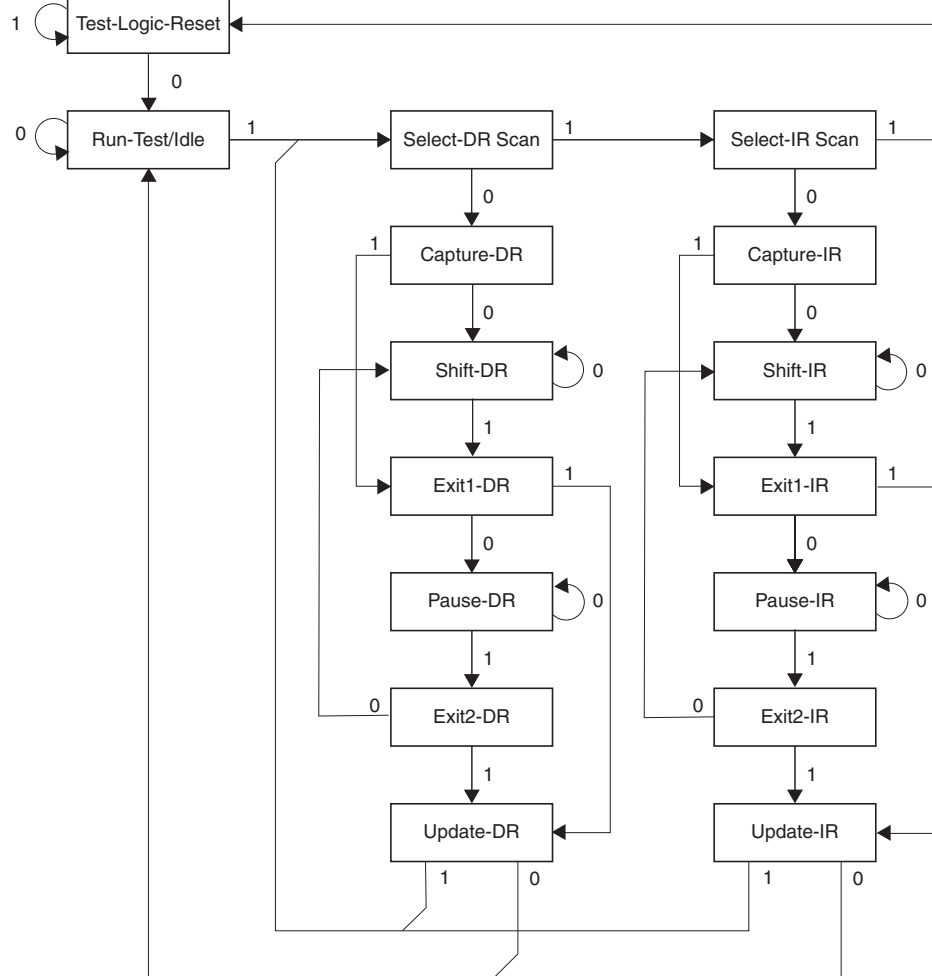 1 Test-Logic-Reset
0
0 Run-Test/Idle 1 Select-DR Scan 1 Select-IR Scan 1
0 0
1 Capture-DR 1 Capture-IR
0 0
Shift-DR 0 Shift-IR 0
1 1
Exit1-DR 1 Exit1-IR 1
0 0
Pause-DR 0 Pause-IR 0
1 1
0 Exit2-DR 0 Exit2-IR
1 1
Update-DR Update-IR
1 0 1 0